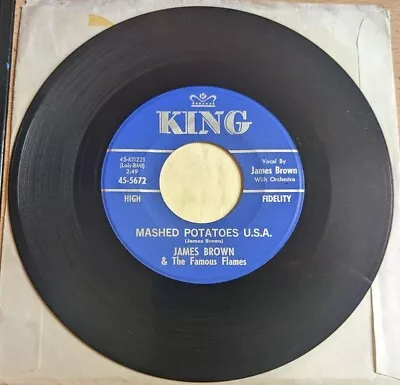 KING
45-K11221
(Lois-BMI)
2:49
45-5672
Vocal By
James Brown
With Orchestra
HIGH
FIDELITY
MASHED POTATOES U.S.A.
(James Brown)
JAMES BROWN
& The Famous Flames